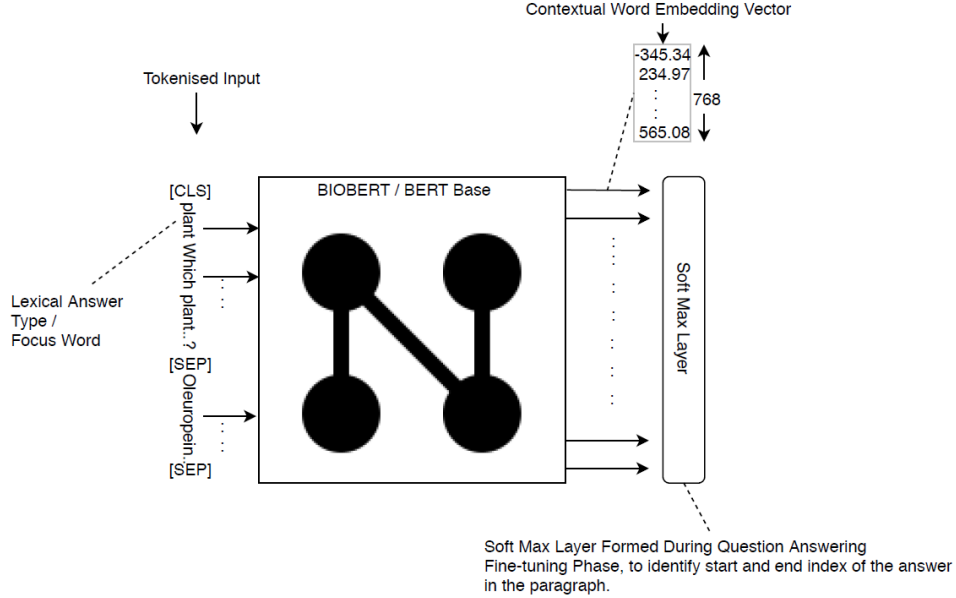 Contextual Word Embedding Vector
-345.34
234.97
768
565.08
Tokenised Input
[CLS]
plant Which plant..?
[SEP]
Oleuropein..
[SEP]
Lexical Answer
Type /
Focus Word
BIOBERT / BERT Base
Soft Max Layer
Soft Max Layer Formed During Question Answering
Fine-tuning Phase, to identify start and end index of the answer
in the paragraph.